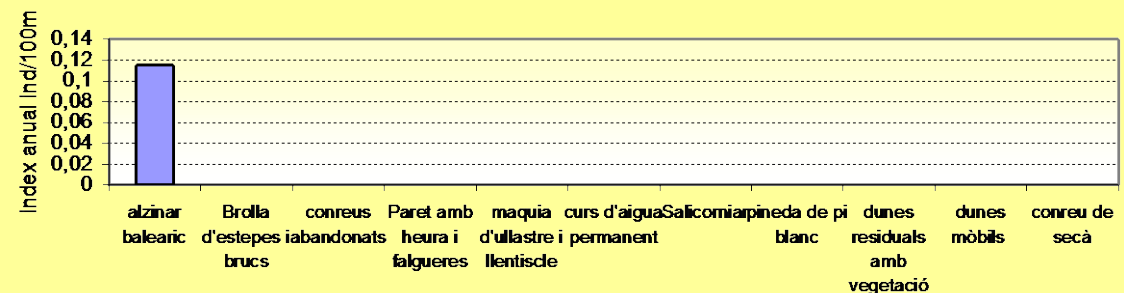 Index anual Ind/100m
0,14
0,12
0,1
0,08
0,06
0,04
0,02
0
alzinar
balearic
Brolla
d'estepes i
brucs
conreus
abandonats
Paret amb
heura i
falgueres
maquia
d'ullastre i
llentiscle
curs d'aigua
permanent
Salicorniar
pineda de pi
blanc
dunes
residuals
amb
vegetació
dunes
mòbils
conreu de
secà